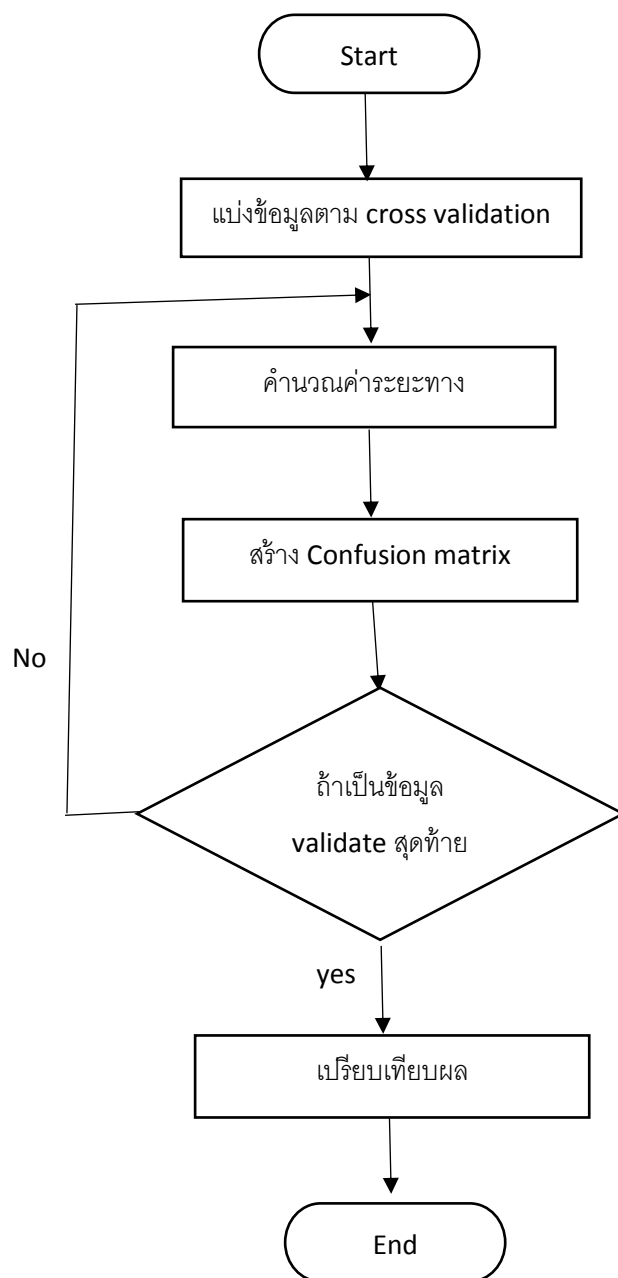 Start
แบ่งข้อมูลตาม cross validation
คำนวณค่าระยะทาง
สร้าง Confusion matrix
No
ถ้าเป็นข้อมูล
validate สุดท้าย
yes
เปรียบเทียบผล
End